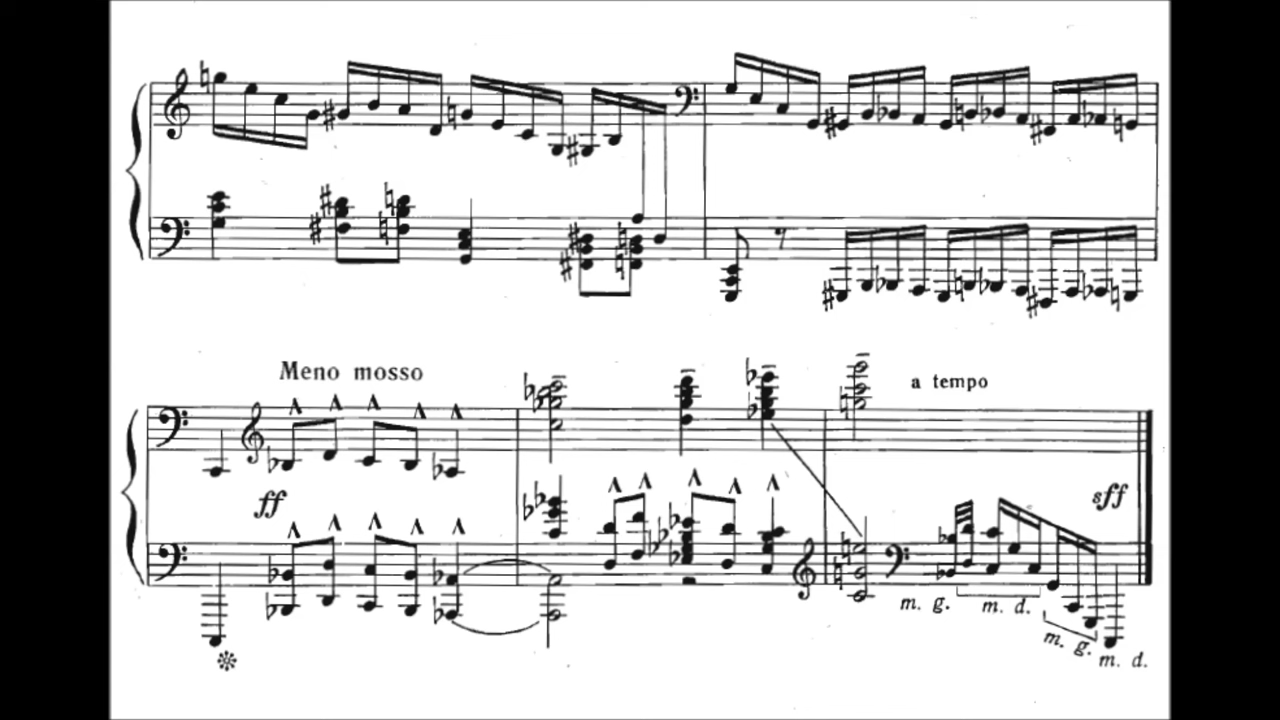 Meno mosso
a tempo
ff
sff
m. g.
m. d.
m. g.
m. d.